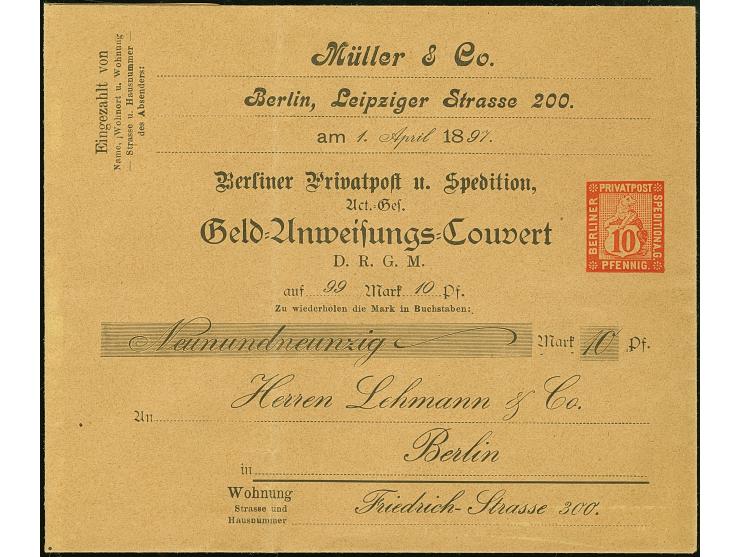 Eingezahlt von
Name, Wohnort u. Wohnung
— Strasse u. Hausnummer —
des Absenders:
Müller & Co.
Berlin, Leipziger Strasse 200.
am 1. April 1897.
Berliner Privatpost u. Spedition,
Act.=Ges.
Geld=Anweisungs=Couvert
D. R. G. M.
auf 99 Mark 10 Pf.
Zu wiederholen die Mark in Buchstaben:
BERLINER PRIVATPOST SPEDITION A.G.
10
PFENNIG.
Neunundneunzig Mark 10 Pf.
An Herren Lehmann & Co.
in Berlin
Wohnung
Strasse und
Hausnummer
Friedrich-Strasse 300.